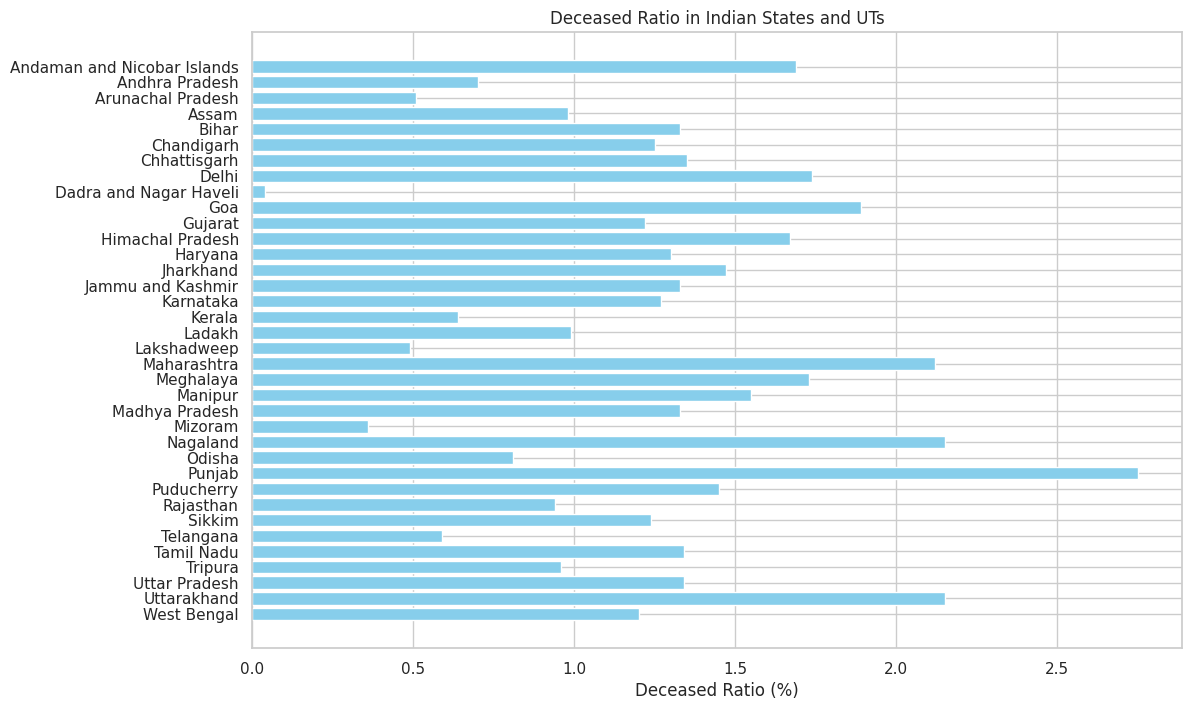 Deceased Ratio in Indian States and UTs
Andaman and Nicobar Islands
Andhra Pradesh
Arunachal Pradesh
Assam
Bihar
Chandigarh
Chhattisgarh
Delhi
Dadra and Nagar Haveli
Goa
Gujarat
Himachal Pradesh
Haryana
Jharkhand
Jammu and Kashmir
Karnataka
Kerala
Ladakh
Lakshadweep
Maharashtra
Meghalaya
Manipur
Madhya Pradesh
Mizoram
Nagaland
Odisha
Punjab
Puducherry
Rajasthan
Sikkim
Telangana
Tamil Nadu
Tripura
Uttar Pradesh
Uttarakhand
West Bengal
0.0 0.5 1.0 1.5 2.0 2.5
Deceased Ratio (%)